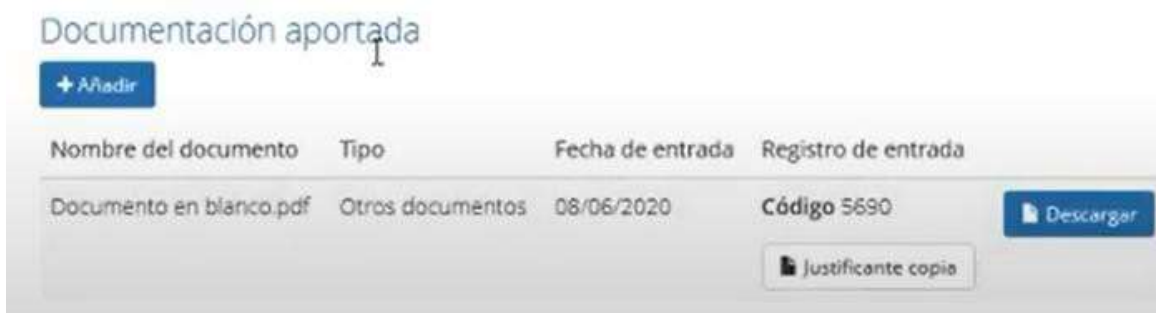 Documentación aportada
+ Añadir
Nombre del documento Tipo Fecha de entrada Registro de entrada
Documento en blanco.pdf Otros documentos 08/06/2020 Código 5690 Descargar
Justificante copia